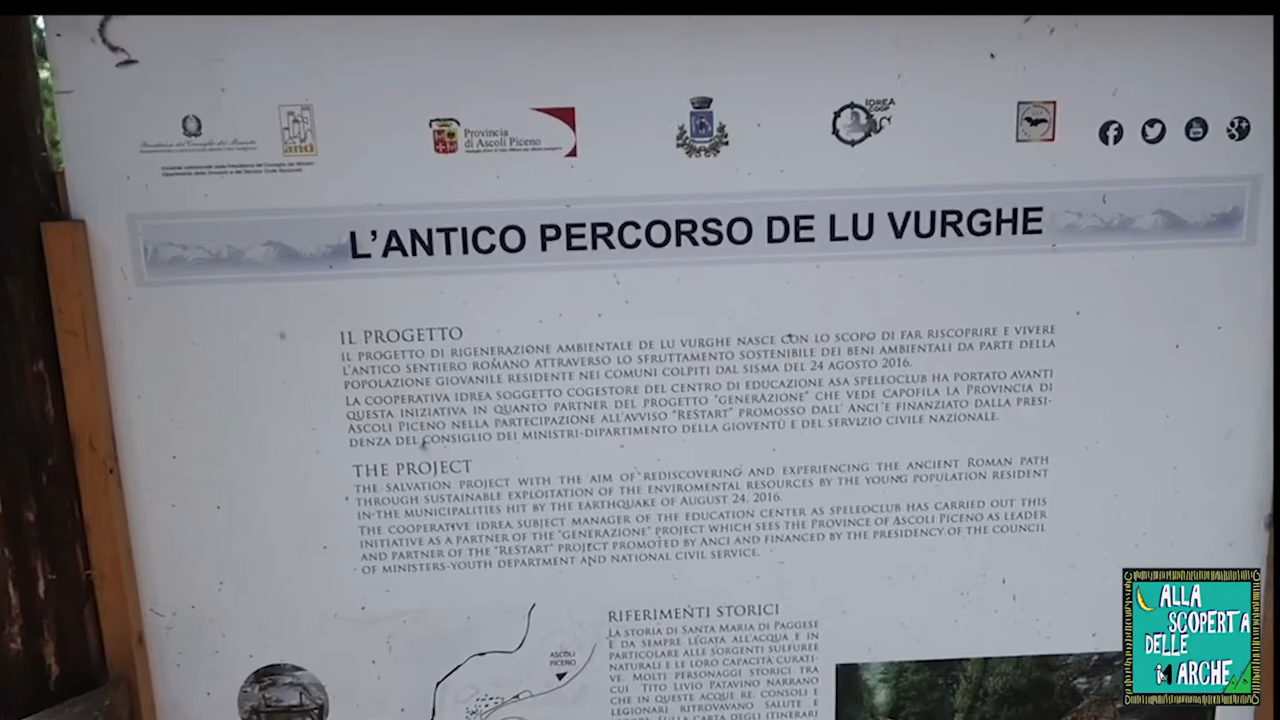 Presidenza del Consiglio dei Ministri
anci
Provincia
di Ascoli Piceno
IDREA
COOP
L'ANTICO PERCORSO DE LU VURGHE
IL PROGETTO
IL PROGETTO DI RIGENERAZIONE AMBIENTALE DE LU VURGHE NASCE CON LO SCOPO DI FAR RISCOPRIRE E VIVERE
L'ANTICO SENTIERO ROMANO ATTRAVERSO LO SFRUTTAMENTO SOSTENIBILE DEI BENI AMBIENTALI DA PARTE DELLA
POPOLAZIONE GIOVANILE RESIDENTE NEI COMUNI COLPITI DAL SISMA DEL 24 AGOSTO 2016.
LA COOPERATIVA IDREA SOGGETTO COGESTORE DEL CENTRO DI EDUCAZIONE ASA SPELEOCLUB HA PORTATO AVANTI
QUESTA INIZIATIVA IN QUANTO PARTNER DEL PROGETTO "GENERAZIONE" CHE VEDE CAPOFILA LA PROVINCIA DI
ASCOLI PICENO NELLA PARTECIPAZIONE ALL'AVVISO "RESTART" PROMOSSO DALL' ANCI E FINANZIATO DALLA PRESI-
DENZA DEL CONSIGLIO DEI MINISTRI-DIPARTIMENTO DELLA GIOVENTÙ E DEL SERVIZIO CIVILE NAZIONALE.
THE PROJECT
THE SALVATION PROJECT WITH THE AIM OF REDISCOVERING AND EXPERIENCING THE ANCIENT ROMAN PATH
THROUGH SUSTAINABLE EXPLOITATION OF THE ENVIROMENTAL RESOURCES BY THE YOUNG POPULATION RESIDENT
IN THE MUNICIPALITIES HIT BY THE EARTHQUAKE OF AUGUST 24, 2016.
THE COOPERATIVE IDREA SUBJECT MANAGER OF THE EDUCATION CENTER AS SPELEOCLUB HAS CARRIED OUT THIS
INITIATIVE AS A PARTNER OF THE "GENERAZIONE" PROJECT WHICH SEES THE PROVINCE OF ASCOLI PICENO AS LEADER
AND PARTNER OF THE "RESTART" PROJECT PROMOTED BY ANCI AND FINANCED BY THE PRESIDENCY OF THE COUNCIL
OF MINISTERS-YOUTH DEPARTMENT AND NATIONAL CIVIL SERVICE.
ASCOLI
PICENO
RIFERIMENTI STORICI
LA STORIA DI SANTA MARIA DI PAGGESE
E DA SEMPRE LEGATA ALL'ACQUA E IN
PARTICOLARE ALLE SORGENTI SULFUREE
NATURALI E LE LORO CAPACITÀ CURATI-
VE. MOLTI PERSONAGGI STORICI TRA
CUI TITO LIVIO PATAVINO NARRANO
CHE IN QUESTE ACQUE RE, CONSOLI E
LEGIONARI RITROVAVANO SALUTE E
SULLA CARTA DEGLI ITINERARI
ALLA
SCOPERTA
DELLE
MARCHE